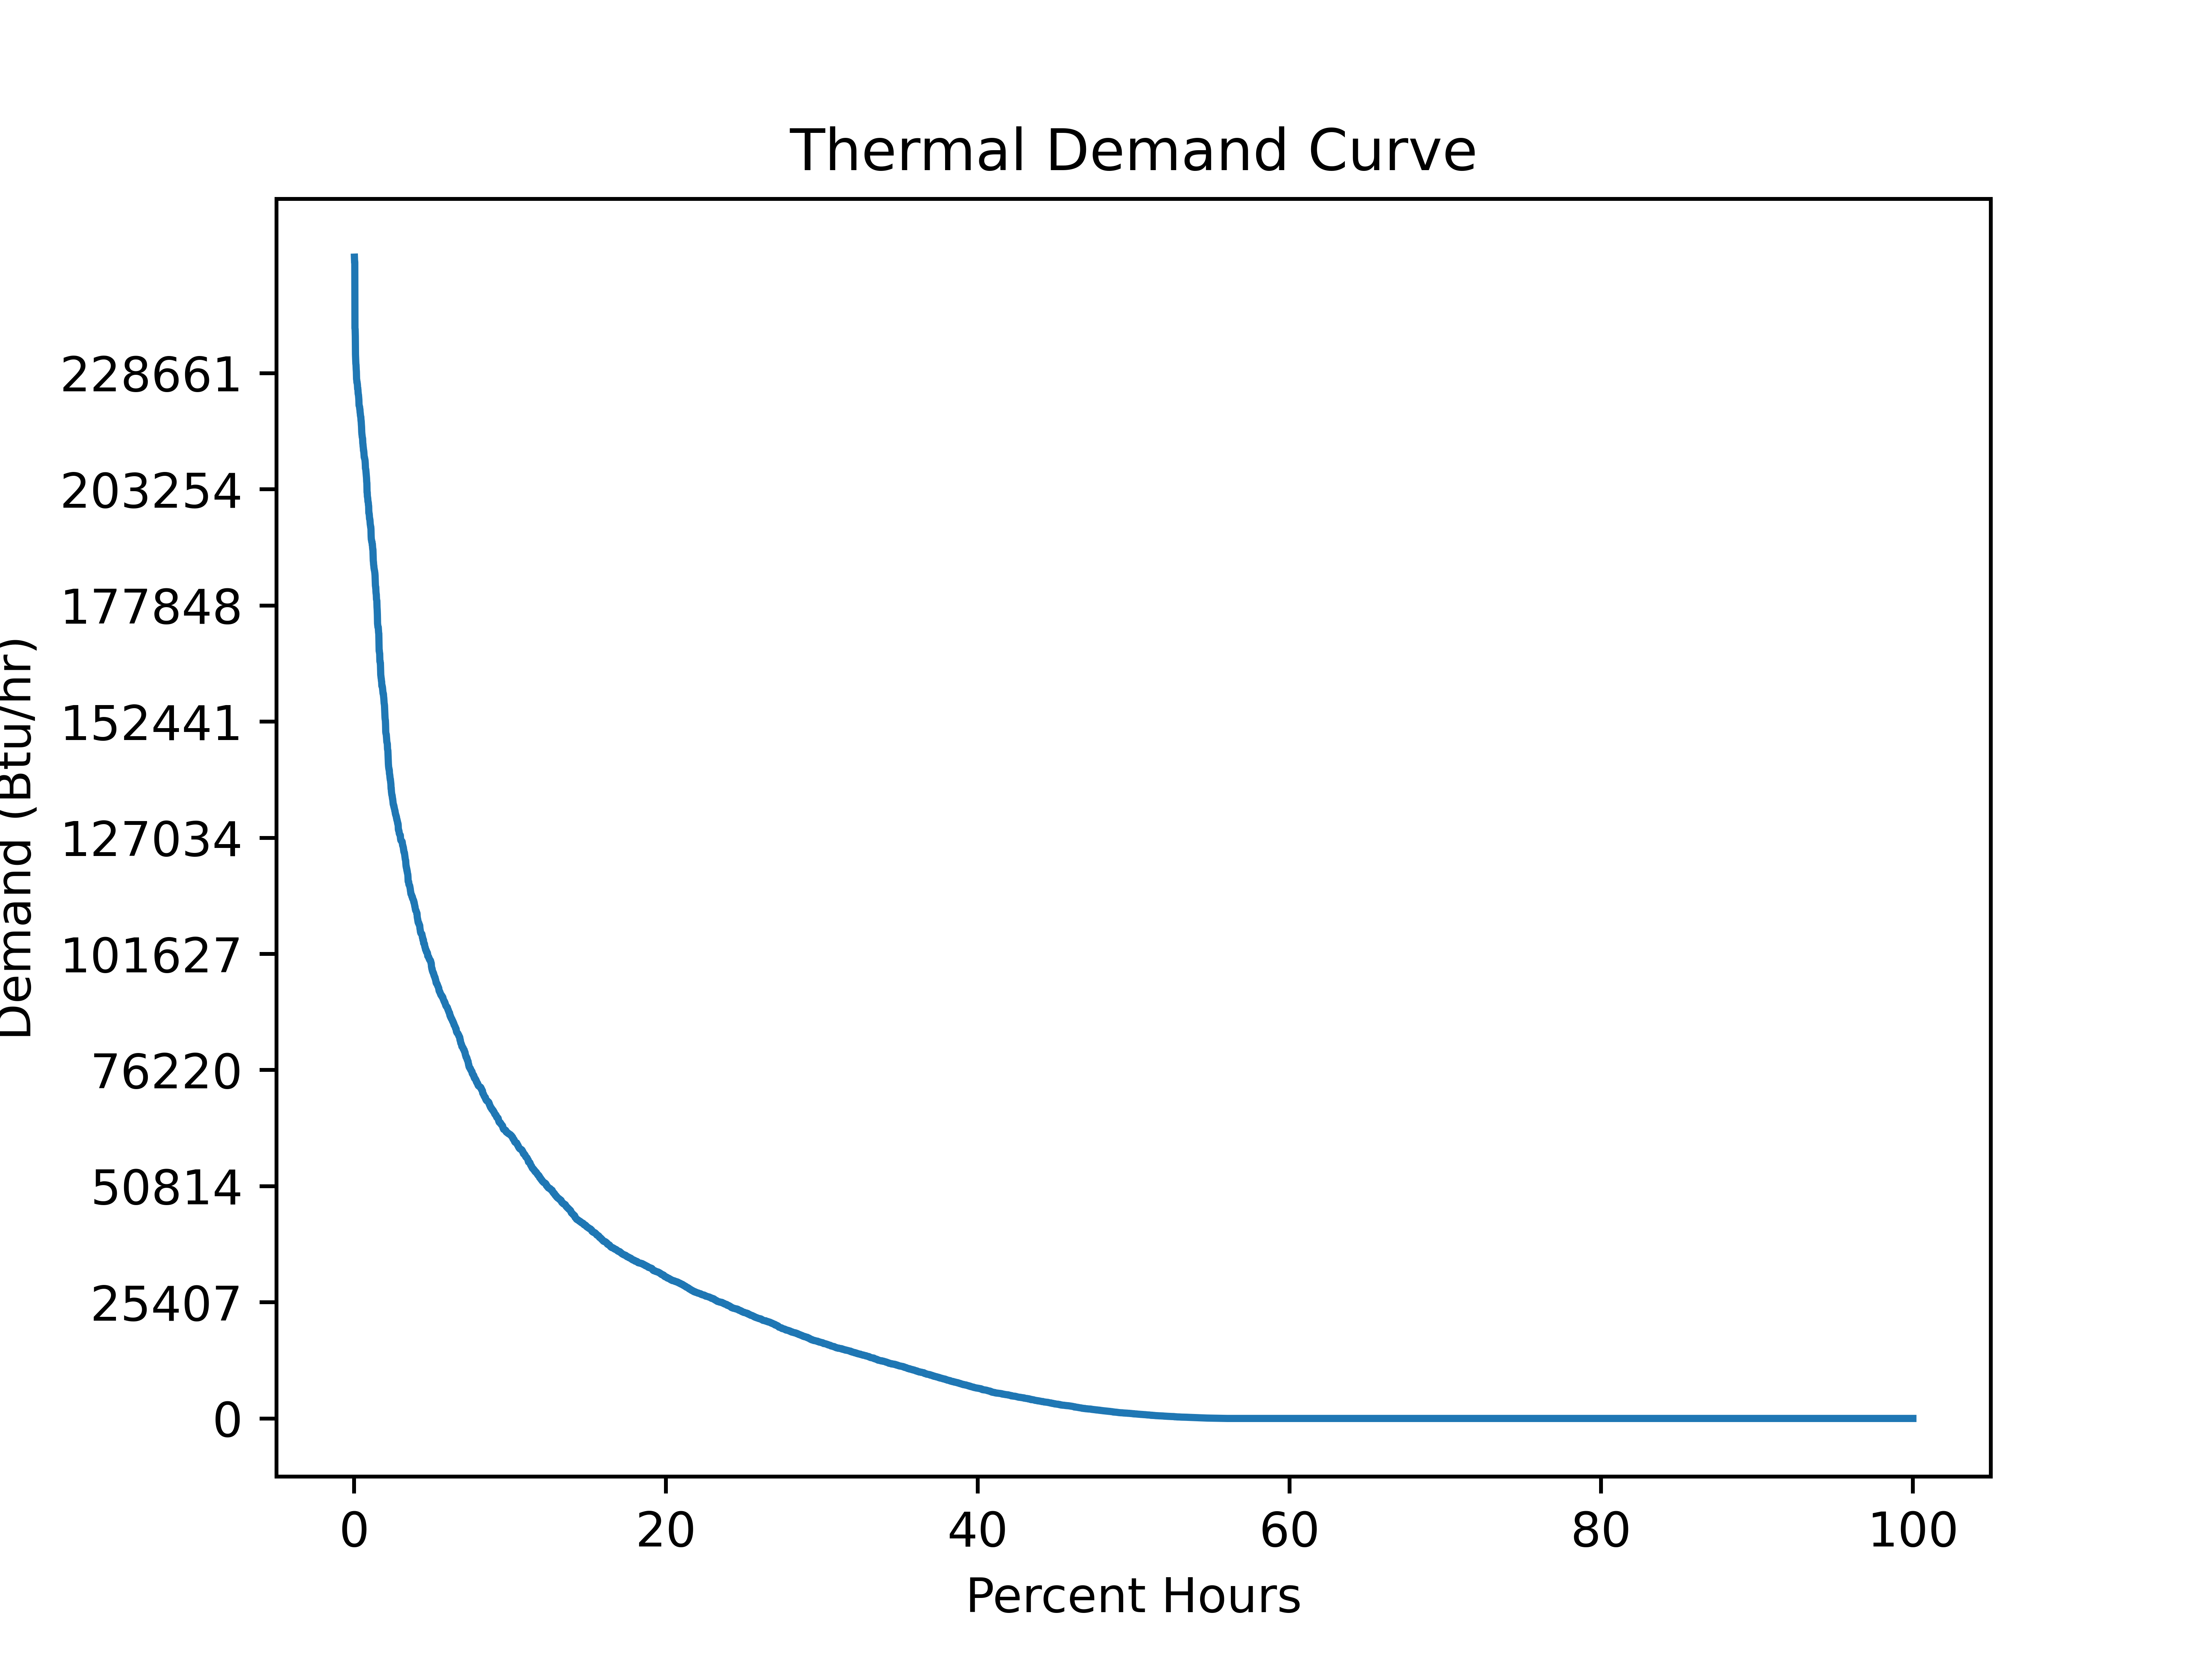 Thermal Demand Curve
228661
203254
177848
152441
127034
101627
76220
50814
25407
0
Demand (Btu/hr)
0 20 40 60 80 100
Percent Hours